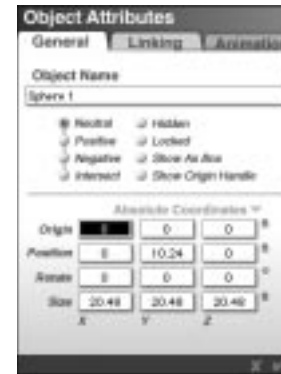 Object Attributes
General Linking Animation
Object Name
Sphere 1
Neutral Hidden
Positive Locked
Negative Show As Box
Intersect Show Origin Handle
Absolute Coordinates
Origin 0 0 0
Position 0 10.24 0
Rotate 0 0 0
Size 20.48 20.48 20.48
X Y Z